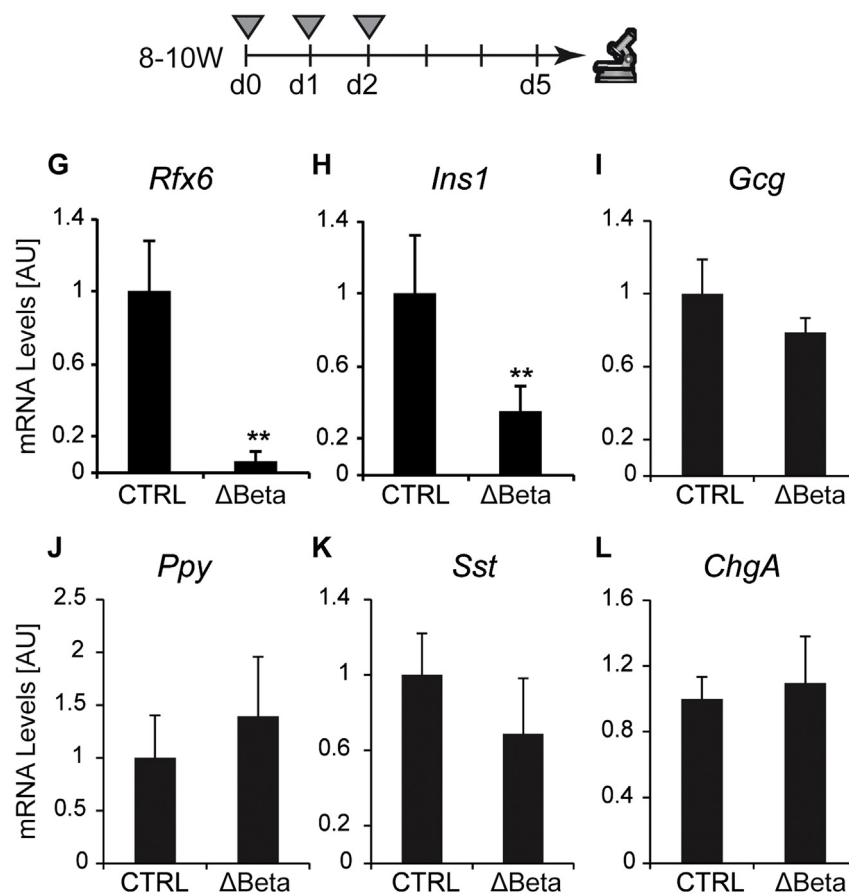 8-10W
d0 d1 d2 d5
G Rfx6 H Ins1 I Gcg
mRNA Levels [AU]
1.4 1.4 1.4
1 1 1
0.6 0.6 0.6
0.2 0.2 0.2
0 0 0
** **
CTRL ΔBeta CTRL ΔBeta CTRL ΔBeta
J Ppy K Sst L ChgA
mRNA Levels [AU]
2.5 1.4 1.6
2 1 1.2
1.5 0.6 0.8
1 0.2 0.4
0.5 0 0
0
CTRL ΔBeta CTRL ΔBeta CTRL ΔBeta